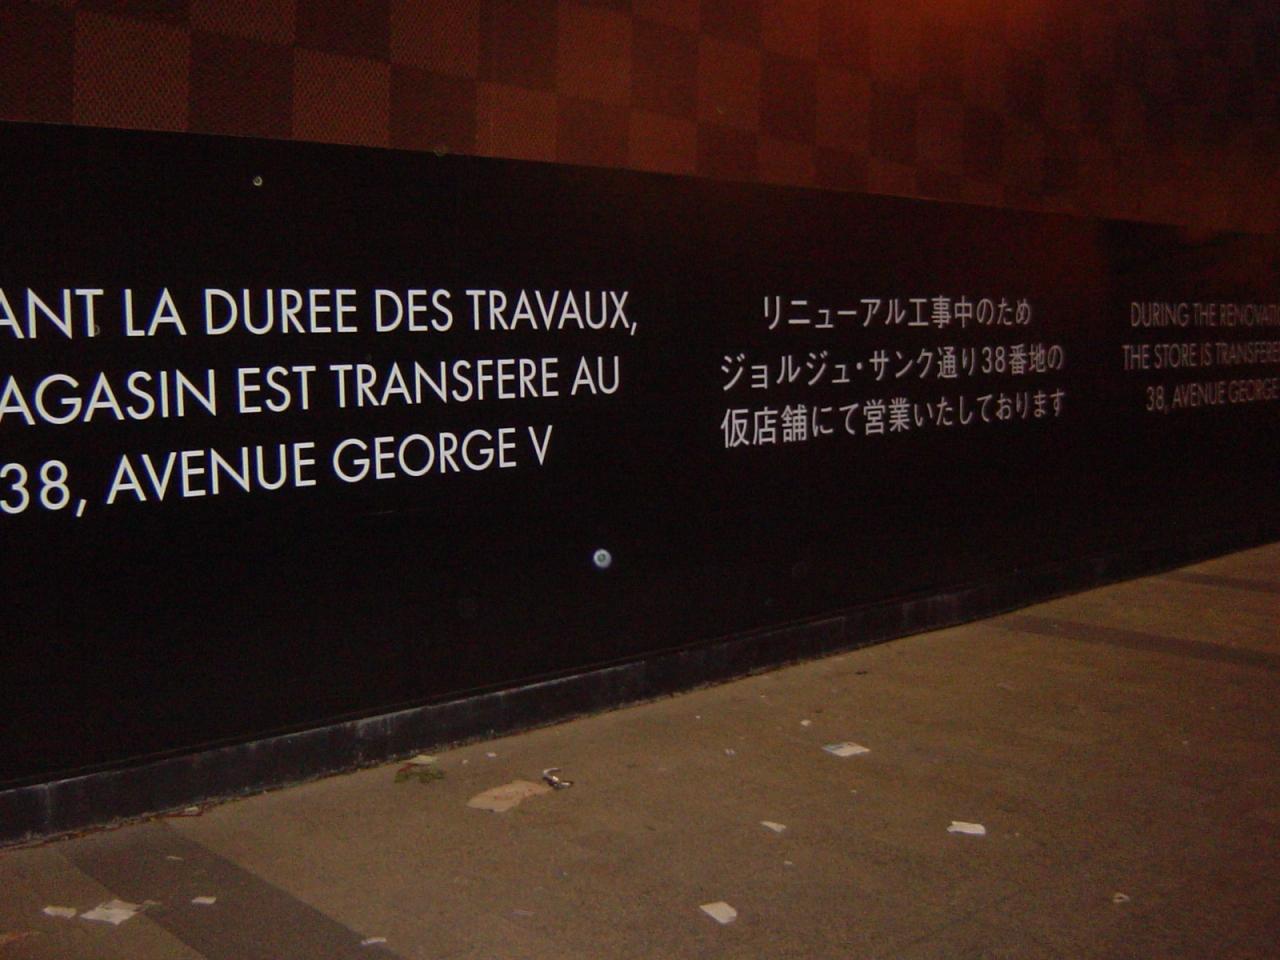 ANT LA DUREE DES TRAVAUX,
AGASIN EST TRANSFERE AU
38, AVENUE GEORGE V
リニューアル工事中のため
ジョルジュ・サンク通り38番地の
仮店舗にて営業いたしております
DURING THE RENOVATI
THE STORE IS TRANSFERE
38, AVENUE GEORGE